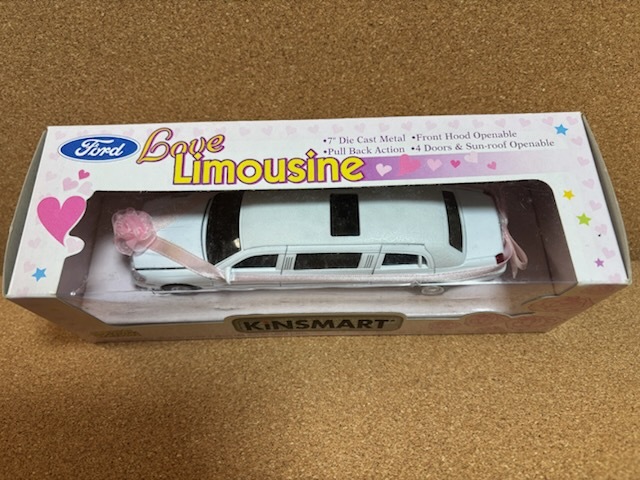 Ford
Love
Limousine
•7" Die Cast Metal •Front Hood Openable
•Pull Back Action •4 Doors & Sun-roof Openable
KiNSMART